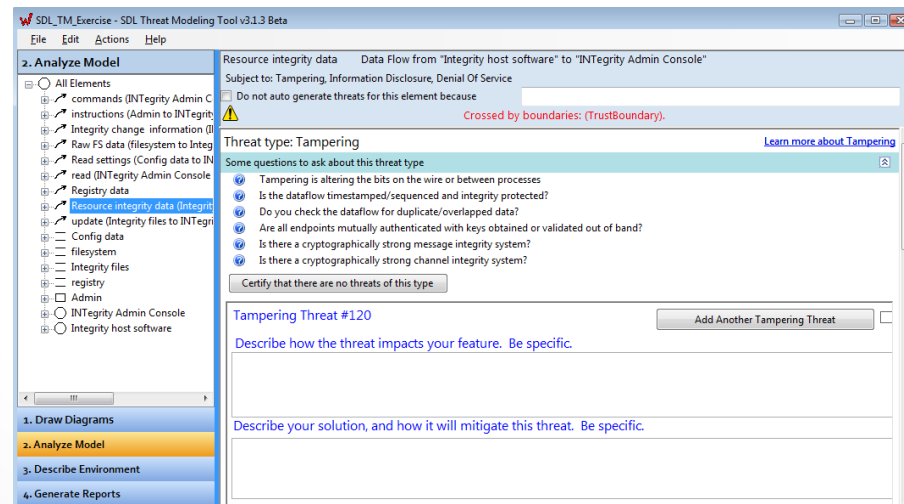 SDL_TM_Exercise - SDL Threat Modeling Tool v3.1.3 Beta
File Edit Actions Help
2. Analyze Model
All Elements
commands (INTegrity Admin C
instructions (Admin to INTegrity
Integrity change information (II
Raw FS data (filesystem to Integ
Read settings (Config data to IN
read (INTegrity Admin Console
Registry data
Resource integrity data (Integrit
update (Integrity files to INTegri
Config data
filesystem
Integrity files
registry
Admin
INTegrity Admin Console
Integrity host software
1. Draw Diagrams
2. Analyze Model
3. Describe Environment
4. Generate Reports
Resource integrity data Data Flow from "Integrity host software" to "INTegrity Admin Console"
Subject to: Tampering, Information Disclosure, Denial Of Service
Do not auto generate threats for this element because
Crossed by boundaries: (TrustBoundary).
Threat type: Tampering Learn more about Tampering
Some questions to ask about this threat type
Tampering is altering the bits on the wire or between processes
Is the dataflow timestamped/sequenced and integrity protected?
Do you check the dataflow for duplicate/overlapped data?
Are all endpoints mutually authenticated with keys obtained or validated out of band?
Is there a cryptographically strong message integrity system?
Is there a cryptographically strong channel integrity system?
Certify that there are no threats of this type
Tampering Threat #120 Add Another Tampering Threat
Describe how the threat impacts your feature. Be specific.
Describe your solution, and how it will mitigate this threat. Be specific.